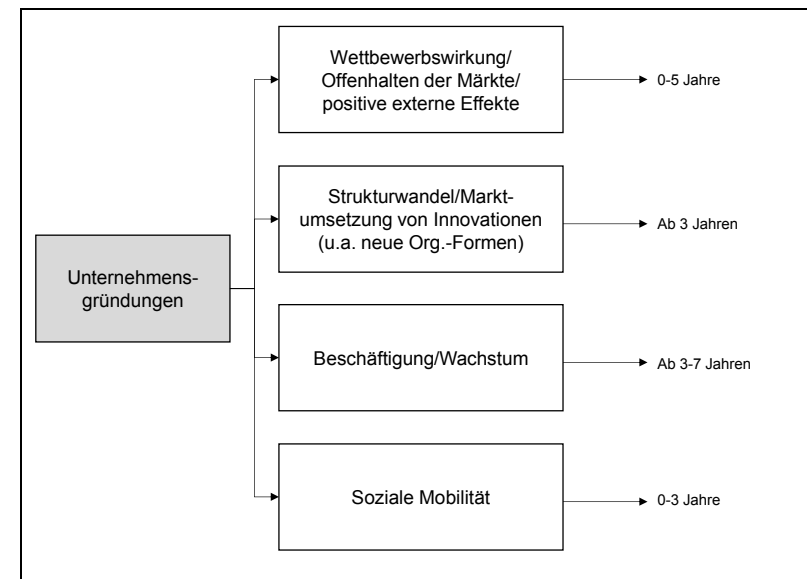 Wettbewerbswirkung/
Offenhalten der Märkte/
positive externe Effekte
0-5 Jahre
Strukturwandel/Markt-
umsetzung von Innovationen
(u.a. neue Org.-Formen)
Ab 3 Jahren
Unternehmens-
gründungen
Beschäftigung/Wachstum
Ab 3-7 Jahren
Soziale Mobilität
0-3 Jahre